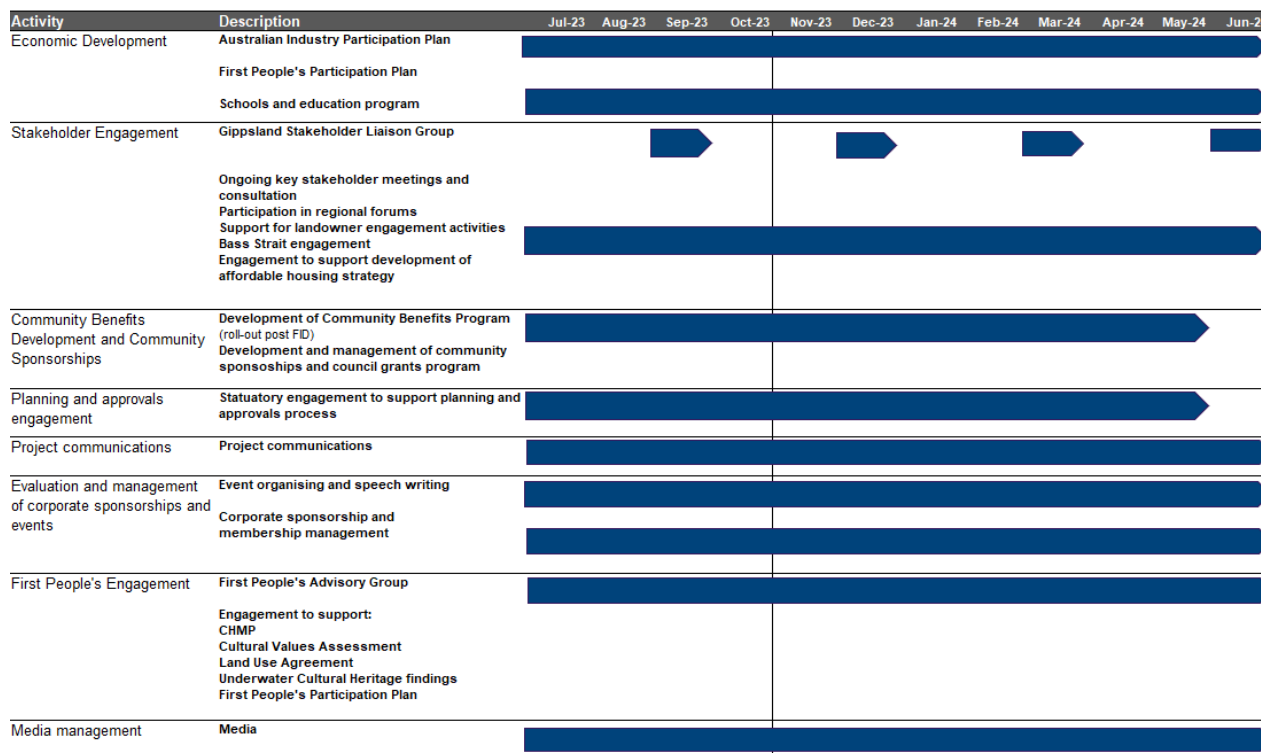 Activity Description Jul-23 Aug-23 Sep-23 Oct-23 Nov-23 Dec-23 Jan-24 Feb-24 Mar-24 Apr-24 May-24 Jun-2
Economic Development
Australian Industry Participation Plan
First People's Participation Plan
Schools and education program
Stakeholder Engagement
Gippsland Stakeholder Liaison Group
Ongoing key stakeholder meetings and
consultation
Participation in regional forums
Support for landowner engagement activities
Bass Strait engagement
Engagement to support development of
affordable housing strategy
Community Benefits
Development and Community
Sponsorships
Development of Community Benefits Program
(roll-out post FID)
Development and management of community
sponsoships and council grants program
Planning and approvals
engagement
Statuatory engagement to support planning and
approvals process
Project communications
Project communications
Evaluation and management
of corporate sponsorships and
events
Event organising and speech writing
Corporate sponsorship and
membership management
First People's Engagement
First People's Advisory Group
Engagement to support:
CHMP
Cultural Values Assessment
Land Use Agreement
Underwater Cultural Heritage findings
First People's Participation Plan
Media management
Media